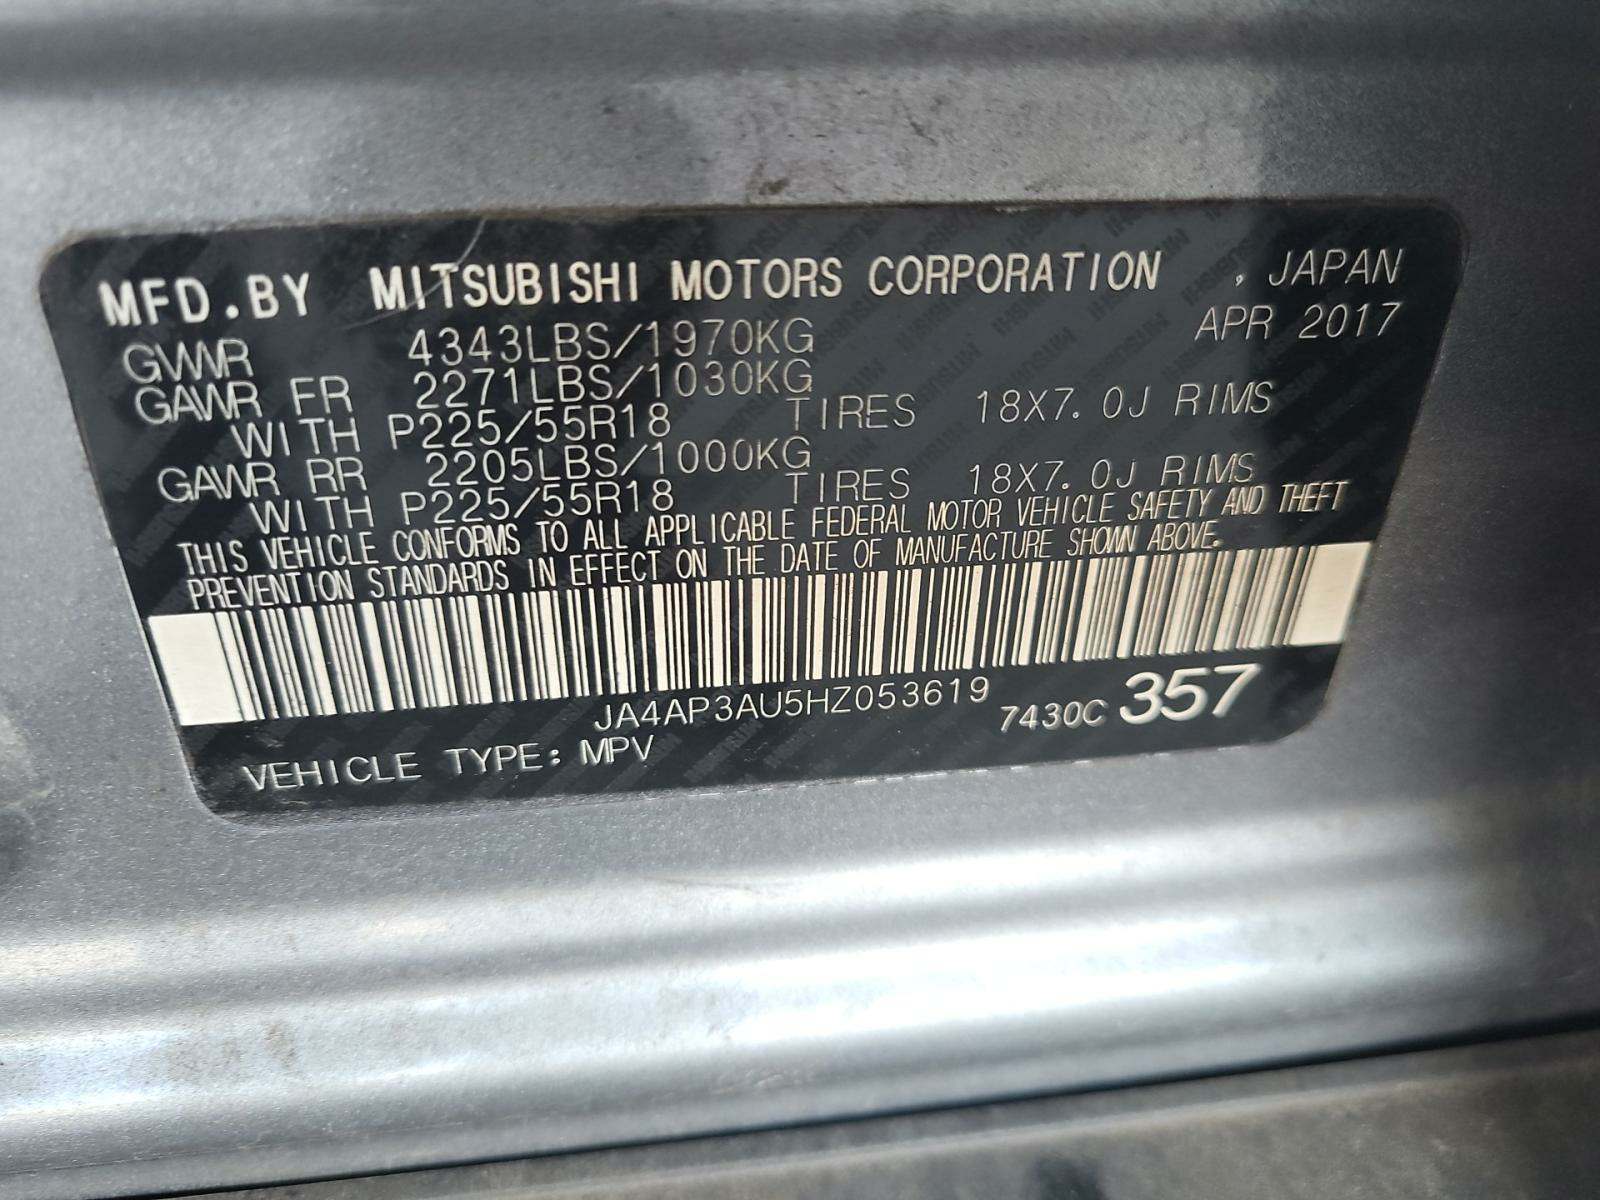 MFD.BY MITSUBISHI MOTORS CORPORATION , JAPAN
GVWR 4343LBS/1970KG APR 2017
GAWR FR 2271LBS/1030KG
WITH P225/55R18 TIRES 18X7.0J RIMS
GAWR RR 2205LBS/1000KG
WITH P225/55R18 TIRES 18X7.0J RIMS
THIS VEHICLE CONFORMS TO ALL APPLICABLE FEDERAL MOTOR VEHICLE SAFETY AND THEFT
PREVENTION STANDARDS IN EFFECT ON THE DATE OF MANUFACTURE SHOWN ABOVE.
JA4AP3AU5HZ053619 7430C 357
VEHICLE TYPE: MPV